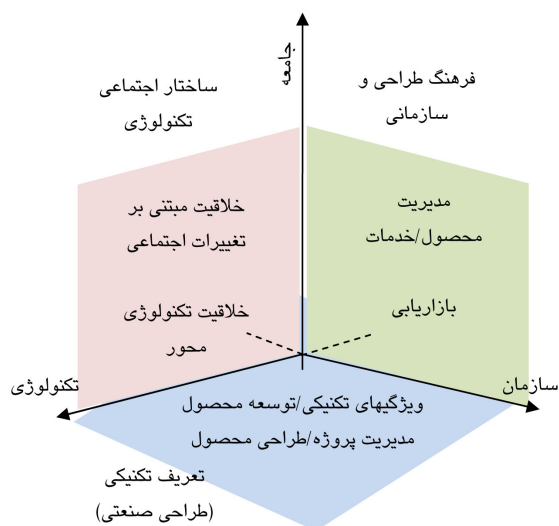 جامعه
فرهنگ طراحی و
سازمانی
ساختار اجتماعی
تکنولوژی
مدیریت
محصول/خدمات
بازاریابی
خلاقیت مبتنی بر
تغییرات اجتماعی
خلاقیت تکنولوژی
محور
سازمان
تکنولوژی
ویژگیهای تکنیکی/توسعه محصول
مدیریت پروژه/طراحی محصول
تعریف تکنیکی
(طراحی صنعتی)